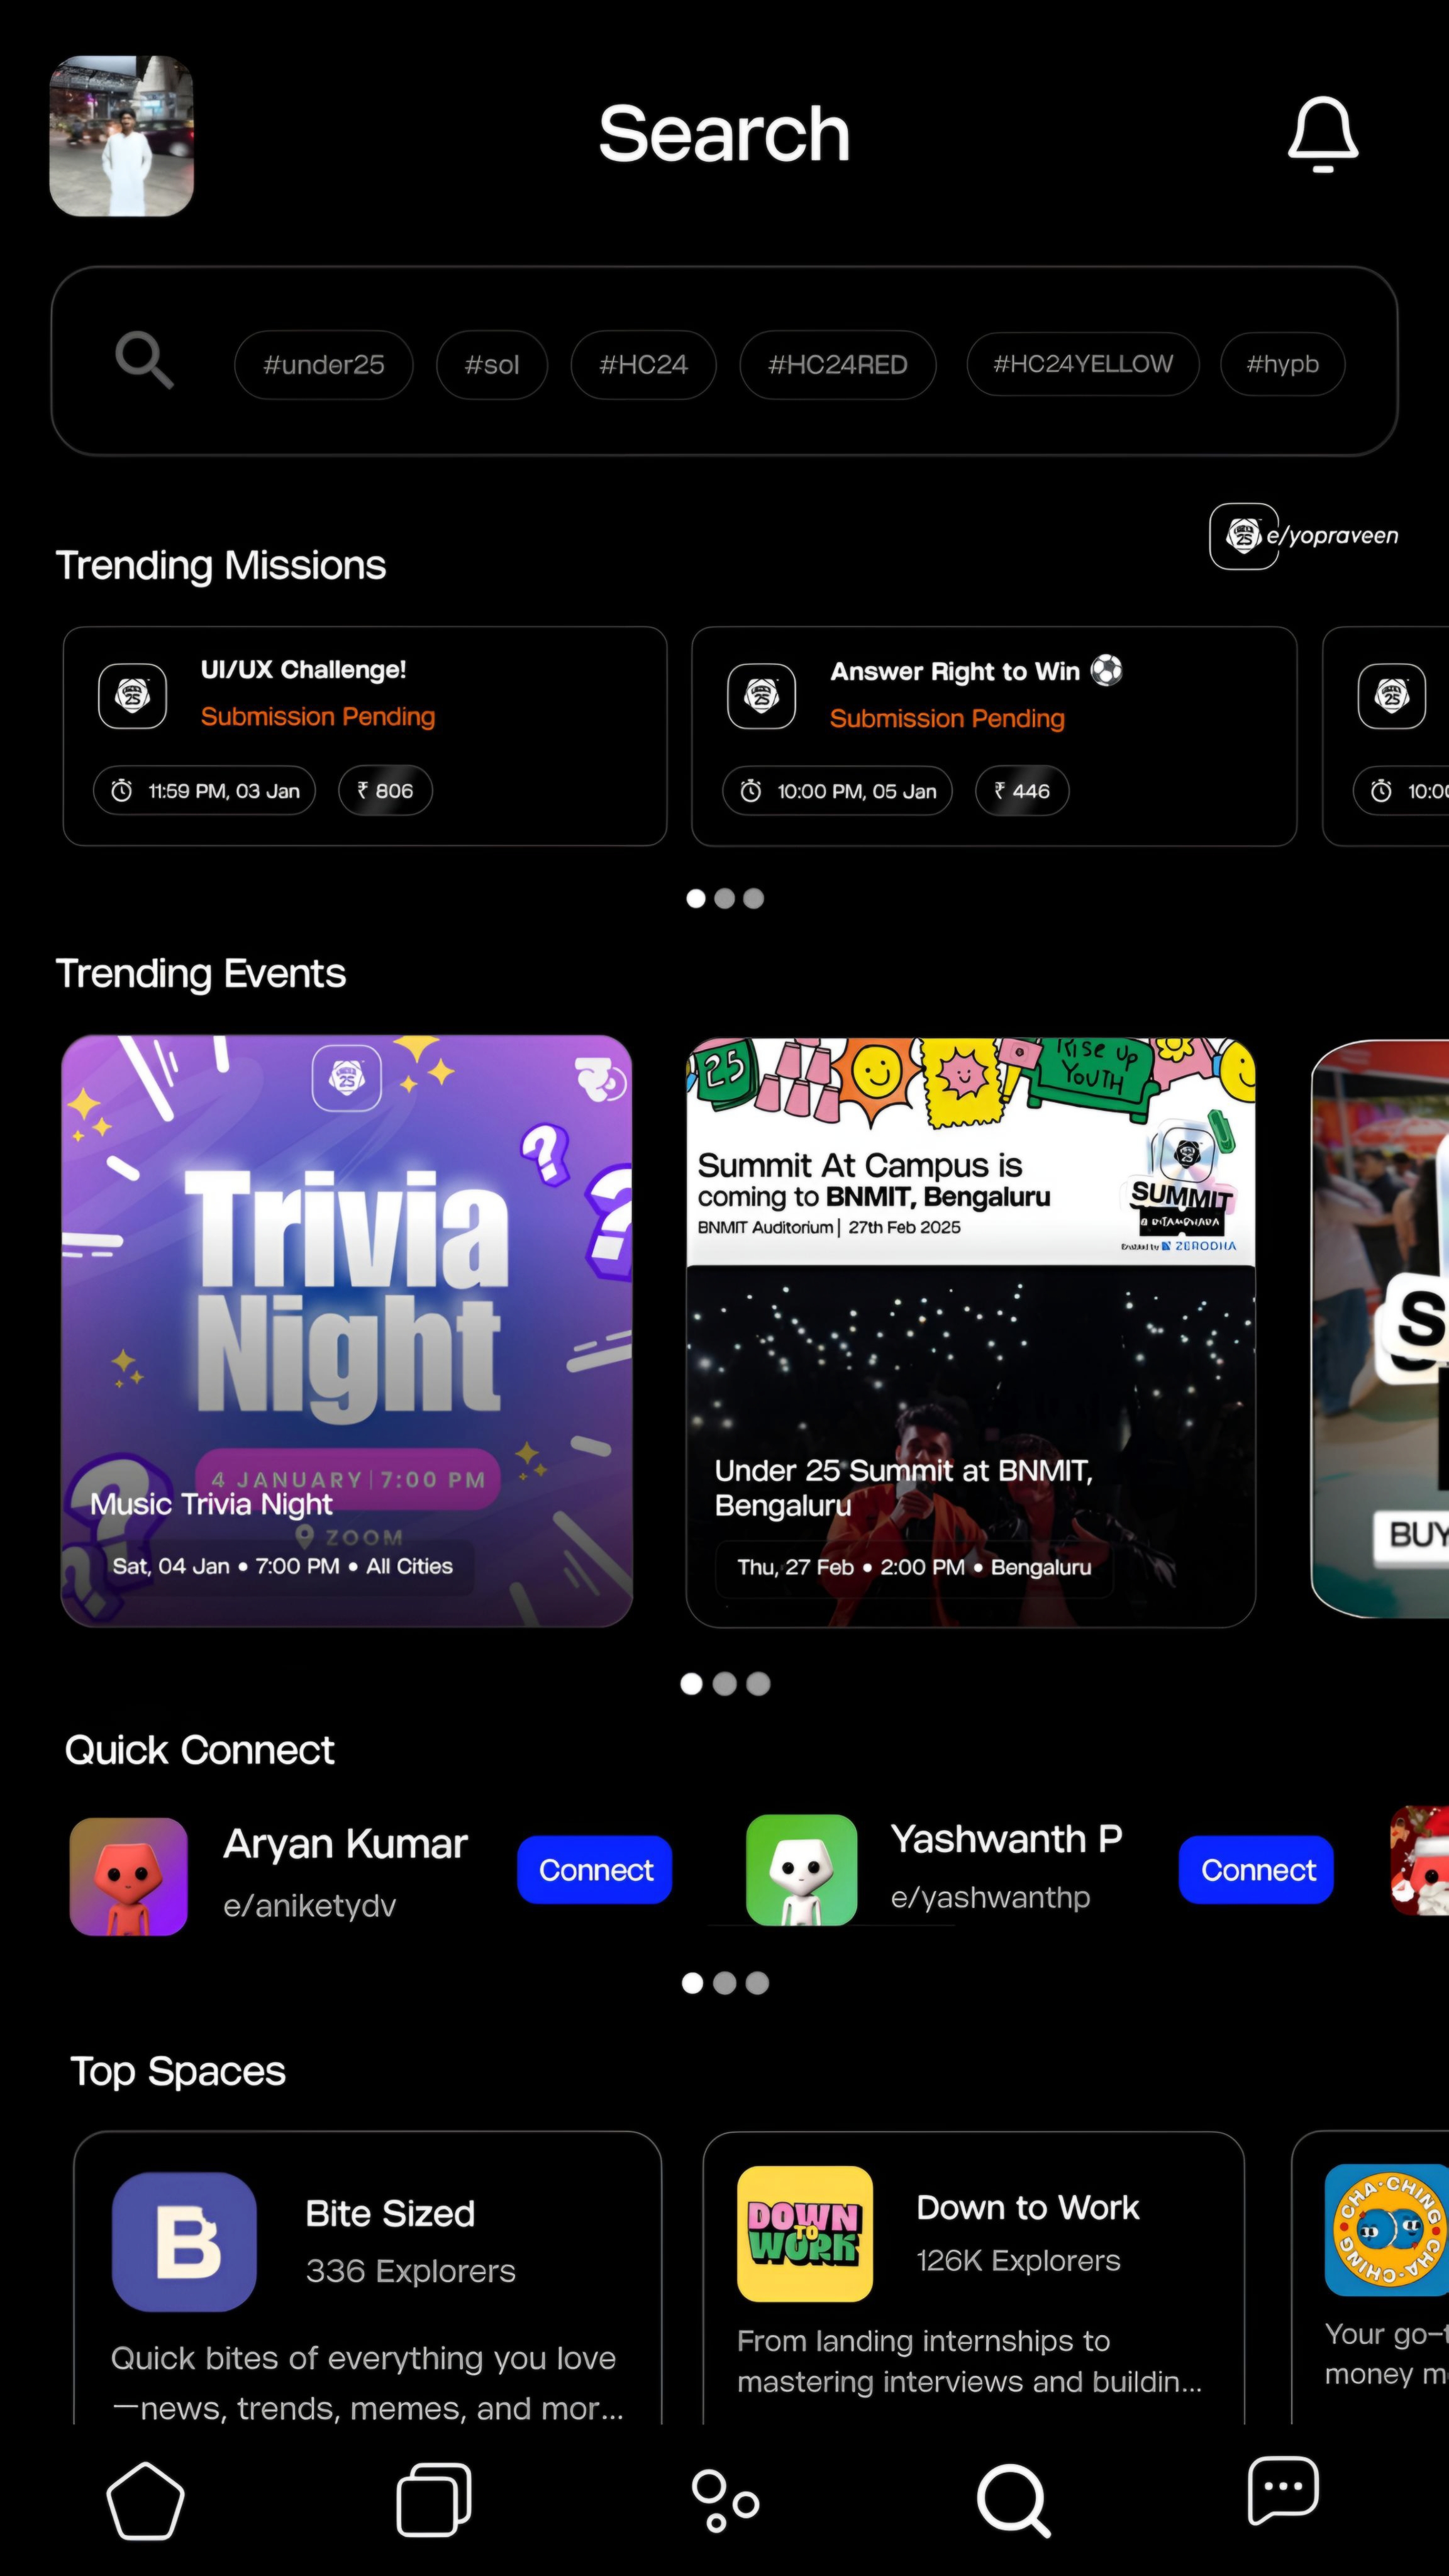 Search
#under25 #sol #HC24 #HC24RED #HC24YELLOW #hypb
e/yopraveen
Trending Missions
UI/UX Challenge!
Submission Pending
11:59 PM, 03 Jan ₹ 806
Answer Right to Win ⚽
Submission Pending
10:00 PM, 05 Jan ₹ 446
10:00
Trending Events
UNDER
25
Trivia
Night
4 JANUARY | 7:00 PM
Music Trivia Night
ZOOM
Sat, 04 Jan • 7:00 PM • All Cities
25
Rise up
YOUTH
Summit At Campus is
coming to BNMIT, Bengaluru
BNMIT Auditorium | 27th Feb 2025
SUMMIT
ZERODHA
Under 25 Summit at BNMIT,
Bengaluru
Thu, 27 Feb • 2:00 PM • Bengaluru
S
BUY
Quick Connect
Aryan Kumar
e/aniketydv
Connect
Yashwanth P
e/yashwanthp
Connect
Top Spaces
B
Bite Sized
336 Explorers
Quick bites of everything you love
—news, trends, memes, and mor...
DOWN
TO
WORK
Down to Work
126K Explorers
From landing internships to
mastering interviews and buildin...
CHA-CHING CHA-CHING
Your go-t
money m